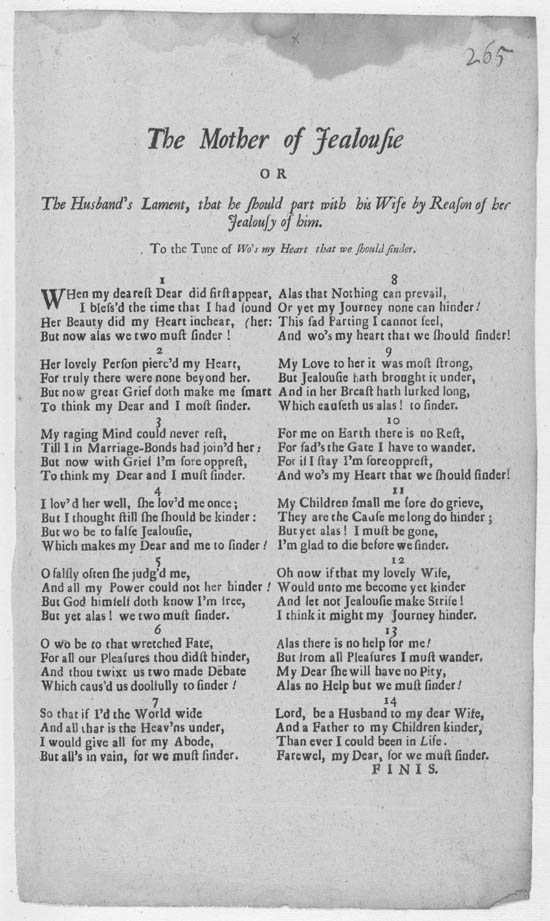 265
The Mother of Jealouſie
OR
The Husband's Lament, that he ſhould part with his Wife by Reaſon of her
Jealouſy of him.
To the Tune of Wo's my Heart that we ſhould ſinder.
1
WHen my deareſt Dear did firſt appear,
I bleſs'd the time that I had found
Her Beauty did my Heart inchear, (her:
But now alas we two muſt ſinder!
2
Her lovely Perſon pierc'd my Heart,
For truly there were none beyond her.
But now great Grief doth make me ſmart
To think my Dear and I moſt ſinder.
3
My raging Mind could never reſt,
Till I in Marriage-Bonds had join'd her:
But now with Grief I'm ſore oppreſt,
To think my Dear and I muſt ſinder.
4
I lov'd her well, ſhe lov'd me once;
But I thought ſtill ſhe ſhould be kinder:
But wo be to falſe Jealouſie,
Which makes my Dear and me to ſinder!
5
O falſly often ſhe judg'd me,
And all my Power could not her hinder!
But God himſelf doth know I'm free,
But yet alas! we two muſt ſinder.
6
O wo be to that wretched Fate,
For all our Pleaſures thou didſt hinder,
And thou twixt us two made Debate
Which caus'd us doolfully to ſinder!
7
So that if I'd the World wide
And all that is the Heav'ns under,
I would give all for my Abode,
But all's in vain, for we muſt ſinder.
8
Alas that Nothing can prevail,
Or yet my Journey none can hinder!
This ſad Parting I cannot feel,
And wo's my heart that we ſhould ſinder!
9
My Love to her it was moſt ſtrong,
But Jealouſie hath brought it under,
And in her Breaſt hath lurked long,
Which cauſeth us alas! to ſinder.
10
For me on Earth there is no Reſt,
For ſad's the Gate I have to wander.
For if I ſtay I'm ſore oppreſt,
And wo's my Heart that we ſhould ſinder!
11
My Children ſmall me ſore do grieve,
They are the Cauſe me long do hinder;
But yet alas! I muſt be gone,
I'm glad to die before we ſinder.
12
Oh now if that my lovely Wife,
Would unto me become yet kinder
And let not Jealouſie make Strife!
I think it might my Journey hinder.
13
Alas there is no help for me!
But from all Pleaſures I muſt wander,
My Dear ſhe will have no Pity,
Alas no Help but we muſt ſinder!
14
Lord, be a Husband to my dear Wife,
And a Father to my Children kinder,
Than ever I could been in Life.
Farewel, my Dear, for we muſt ſinder.
FINIS.